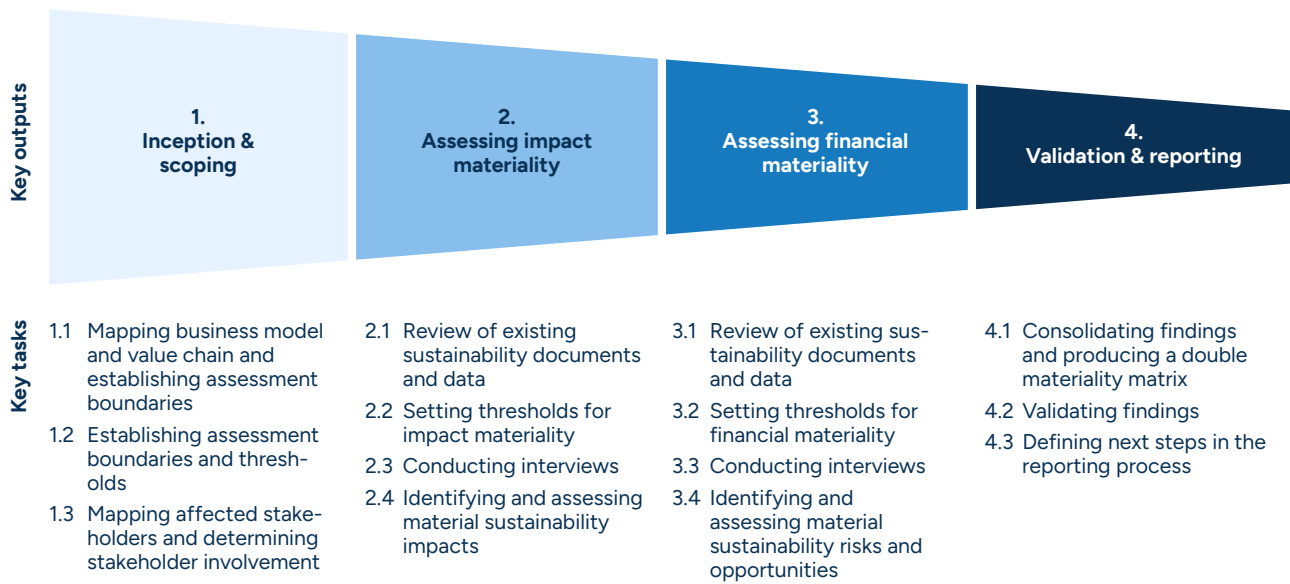 Key outputs
1.
Inception &
scoping
2.
Assessing impact
materiality
3.
Assessing financial
materiality
4.
Validation & reporting
Key tasks
1.1 Mapping business model
and value chain and
establishing assessment
boundaries
1.2 Establishing assessment
boundaries and thresh-
olds
1.3 Mapping affected stake-
holders and determining
stakeholder involvement
2.1 Review of existing
sustainability documents
and data
2.2 Setting thresholds for
impact materiality
2.3 Conducting interviews
2.4 Identifying and assessing
material sustainability
impacts
3.1 Review of existing sus-
tainability documents
and data
3.2 Setting thresholds for
financial materiality
3.3 Conducting interviews
3.4 Identifying and
assessing material
sustainability risks and
opportunities
4.1 Consolidating findings
and producing a double
materiality matrix
4.2 Validating findings
4.3 Defining next steps in the
reporting process